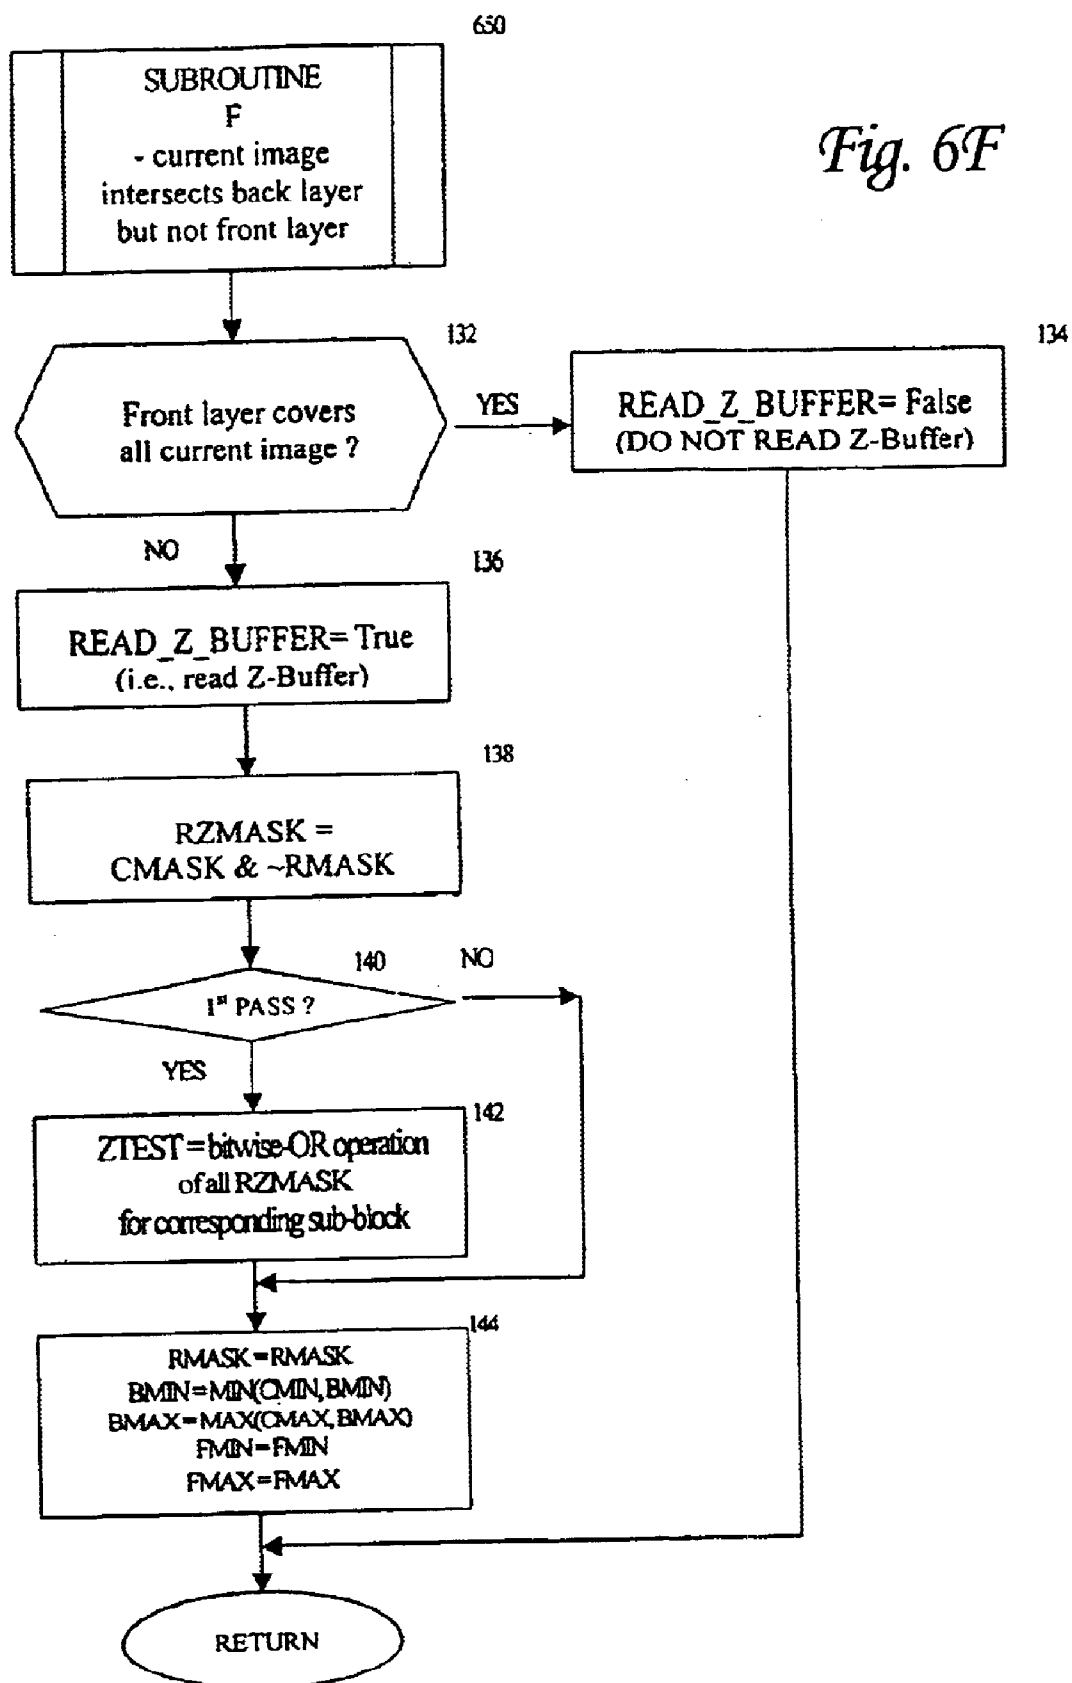 650
SUBROUTINE
F
- current image
intersects back layer
but not front layer
Fig. 6F
132
Front layer covers
all current image ?
YES
134
READ_Z_BUFFER= False
(DO NOT READ Z-Buffer)
NO
136
READ_Z_BUFFER= True
(i.e., read Z-Buffer)
138
RZMASK =
CMASK & ~RMASK
140
NO
1st PASS ?
YES
142
ZTEST = bitwise-OR operation
of all RZMASK
for corresponding sub-block
144
RMASK = RMASK
BMIN = MIN(CMIN, BMIN)
BMAX = MAX(CMAX, BMAX)
FMIN = FMIN
FMAX = FMAX
RETURN